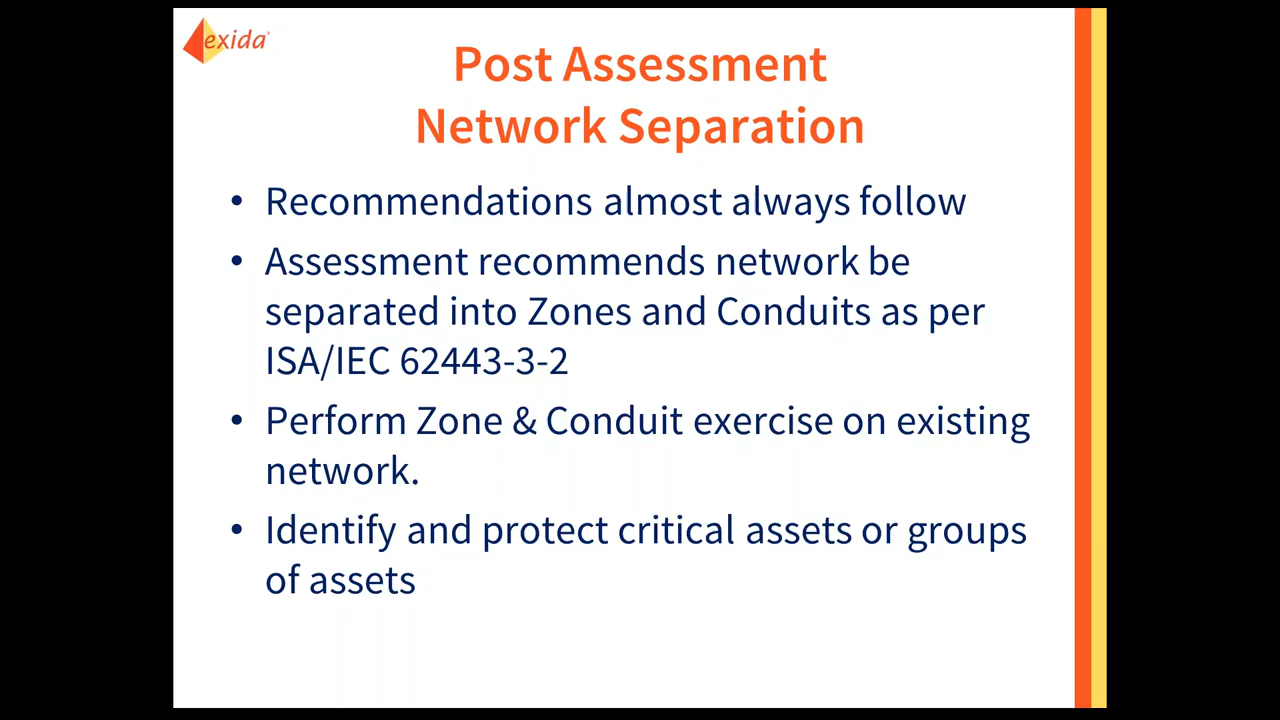 exida®
Post Assessment
Network Separation
• Recommendations almost always follow
• Assessment recommends network be
separated into Zones and Conduits as per
ISA/IEC 62443-3-2
• Perform Zone & Conduit exercise on existing
network.
• Identify and protect critical assets or groups
of assets